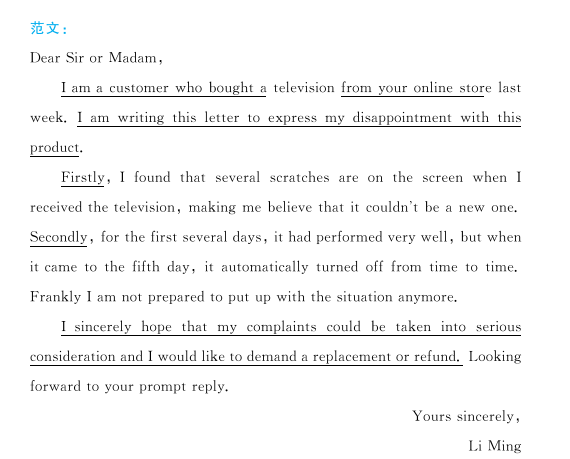 范文：
Dear Sir or Madam,
I am a customer who bought a television from your online store last
week. I am writing this letter to express my disappointment with this
product.
Firstly, I found that several scratches are on the screen when I
received the television, making me believe that it couldn't be a new one.
Secondly, for the first several days, it had performed very well, but when
it came to the fifth day, it automatically turned off from time to time.
Frankly I am not prepared to put up with the situation anymore.
I sincerely hope that my complaints could be taken into serious
consideration and I would like to demand a replacement or refund. Looking
forward to your prompt reply.
Yours sincerely,
Li Ming